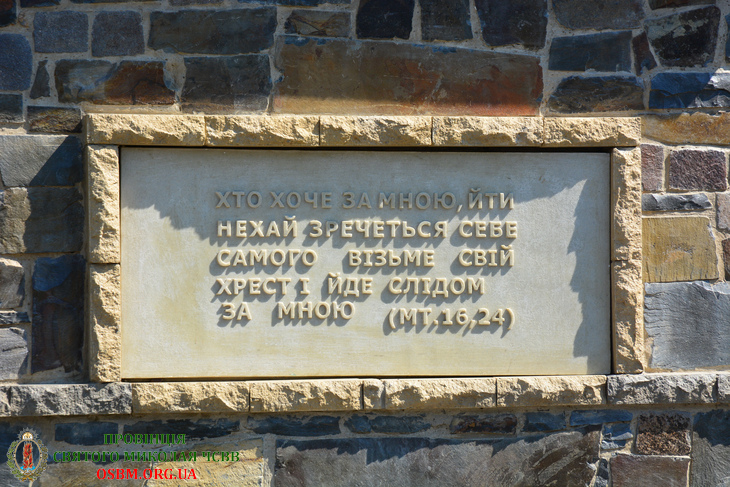 ХТО ХОЧЕ ЗА МНОЮ, ЙТИ
НЕХАЙ ЗРЕЧЕТЬСЯ СЕВЕ
САМОГО ВІЗЬМЕ СВІЙ
ХРЕСТ І ЙДЕ СЛІДОМ
ЗА МНОЮ (МТ.16,24)
ПРОВІНЦІЯ
СВЯТОГО МИКОЛАЯ ЧСВВ
OSBM.ORG.UA